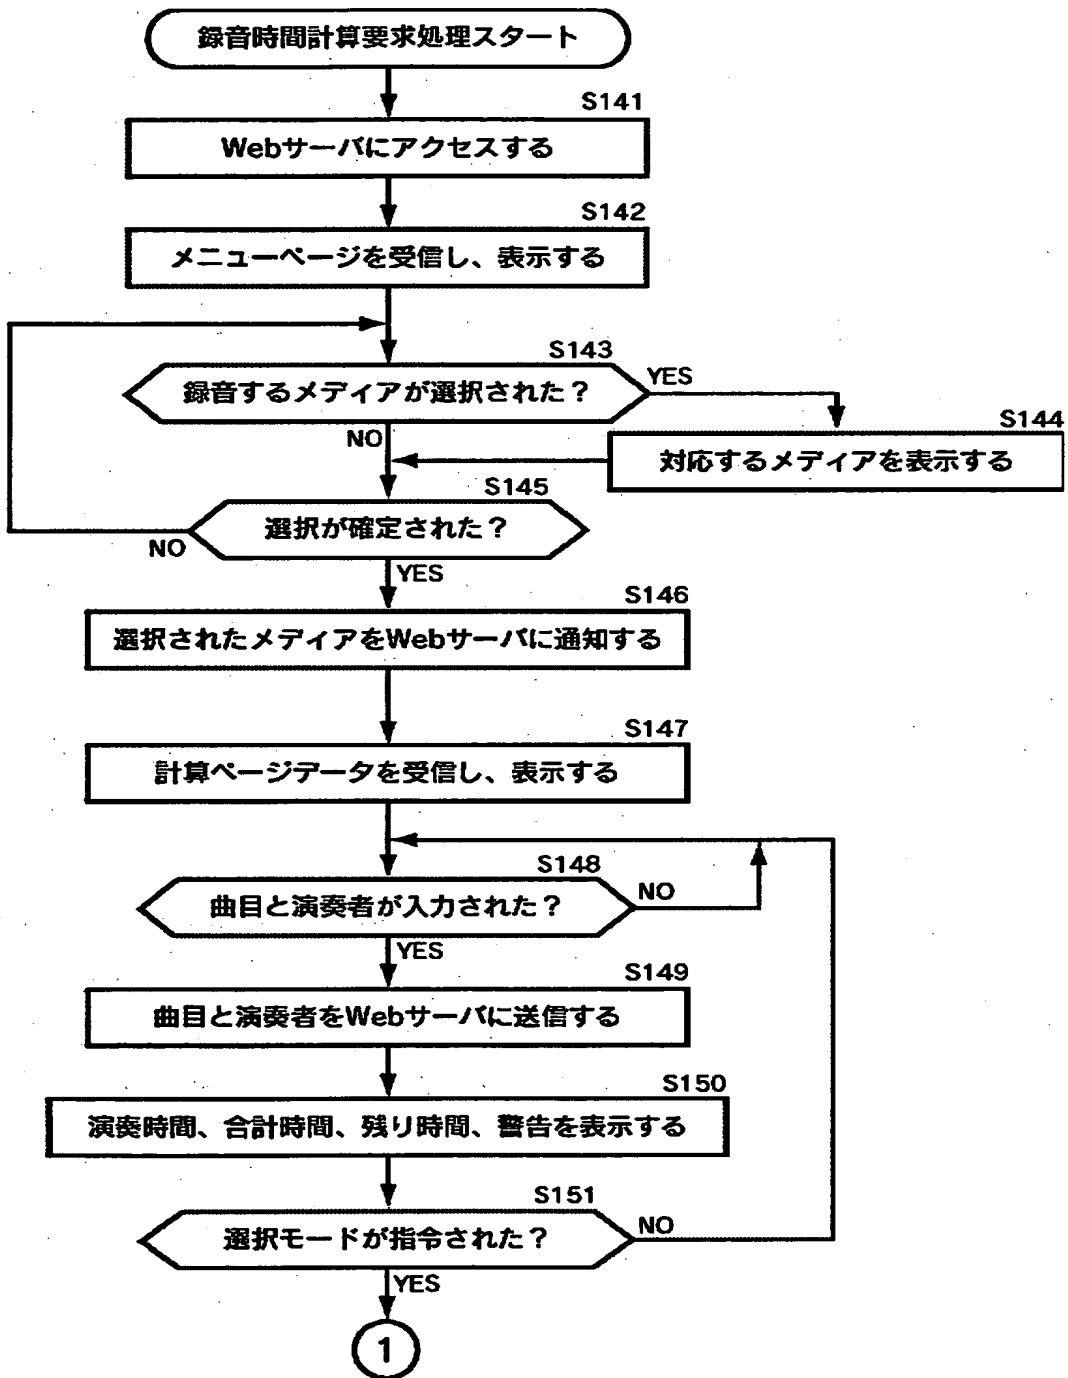 録音時間計算要求処理スタート
S141
Webサーバにアクセスする
S142
メニューページを受信し、表示する
S143
録音するメディアが選択された？
YES
NO
S144
対応するメディアを表示する
S145
選択が確定された？
NO
YES
S146
選択されたメディアをWebサーバに通知する
S147
計算ページデータを受信し、表示する
S148
曲目と演奏者が入力された？
NO
YES
S149
曲目と演奏者をWebサーバに送信する
S150
演奏時間、合計時間、残り時間、警告を表示する
S151
選択モードが指令された？
NO
YES
1